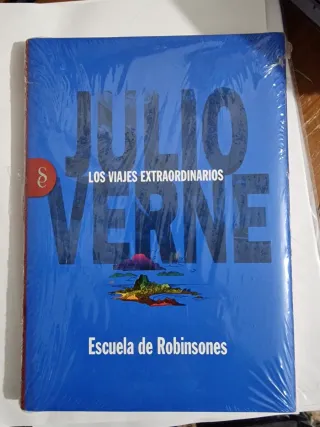 JULIO
LOS VIAJES EXTRAORDINARIOS
VERNE
Escuela de Robinsones